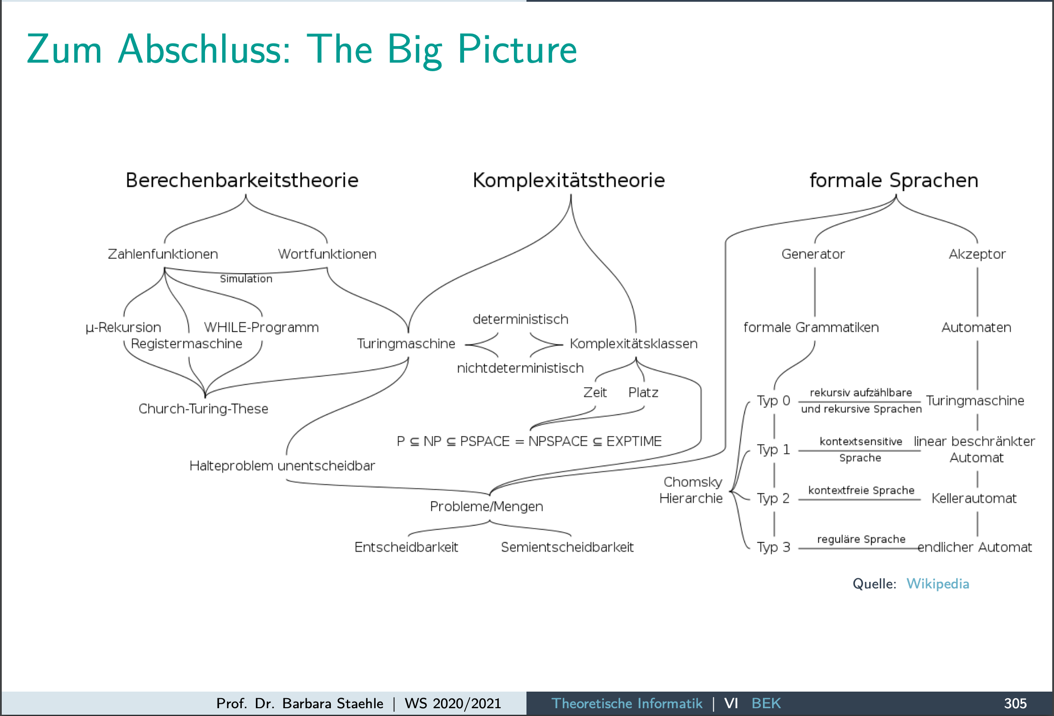 Zum Abschluss: The Big Picture
Berechenbarkeitstheorie
Komplexitätstheorie
formale Sprachen
Zahlenfunktionen
Wortfunktionen
Generator
Akzeptor
Simulation
μ-Rekursion
WHILE-Programm
Registermaschine
Turingmaschine
deterministisch
nichtdeterministisch
Komplexitätsklassen
formale Grammatiken
Automaten
Zeit
Platz
Church-Turing-These
P ⊆ NP ⊆ PSPACE = NPSPACE ⊆ EXPTIME
Halteproblem unentscheidbar
Probleme/Mengen
Entscheidbarkeit
Semientscheidbarkeit
Chomsky
Hierarchie
Typ 0
rekursiv aufzählbare
und rekursive Sprachen
Turingmaschine
Typ 1
kontextsensitive
Sprache
linear beschränkter
Automat
Typ 2
kontextfreie Sprache
Kellerautomat
Typ 3
reguläre Sprache
endlicher Automat
Quelle: Wikipedia
Prof. Dr. Barbara Staehle | WS 2020/2021
Theoretische Informatik | VI BEK
305